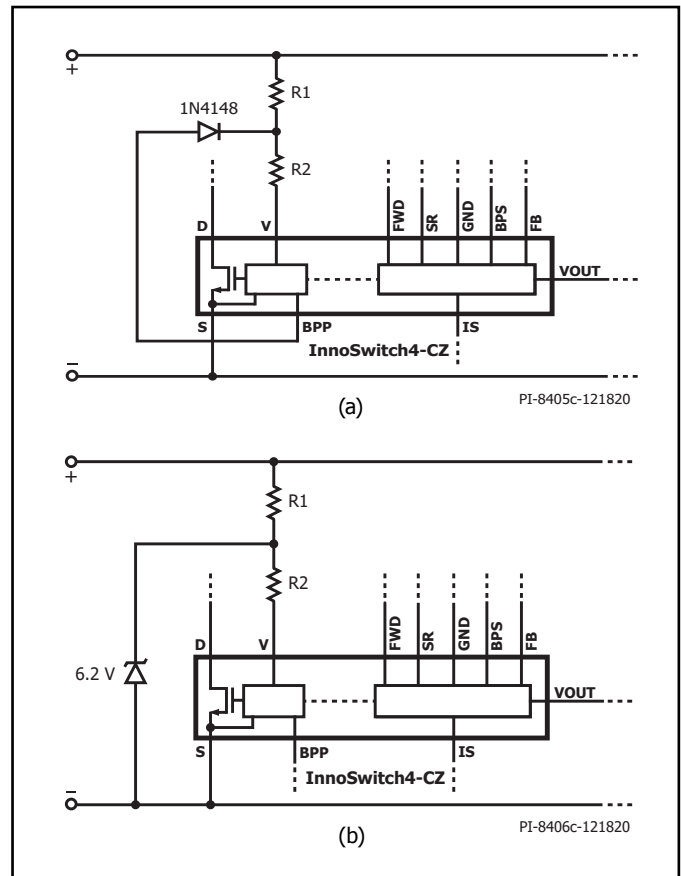 +
R1
1N4148
R2
D
V
FWD
SR
GND
BPS
FB
VOUT
S
BPP
IS
InnoSwitch4-CZ
−
(a)
PI-8405c-121820
+
R1
R2
6.2 V
D
V
FWD
SR
GND
BPS
FB
VOUT
S
BPP
IS
InnoSwitch4-CZ
−
(b)
PI-8406c-121820